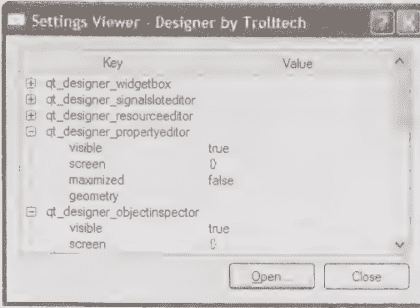 Settings Viewer - Designer by Trolltech
Key Value
qt_designer_widgetbox
qt_designer_signalsloteditor
qt_designer_resourceeditor
qt_designer_propertyeditor
visible true
screen 0
maximized false
geometry
qt_designer_objectinspector
visible true
screen 0
Open...
Close